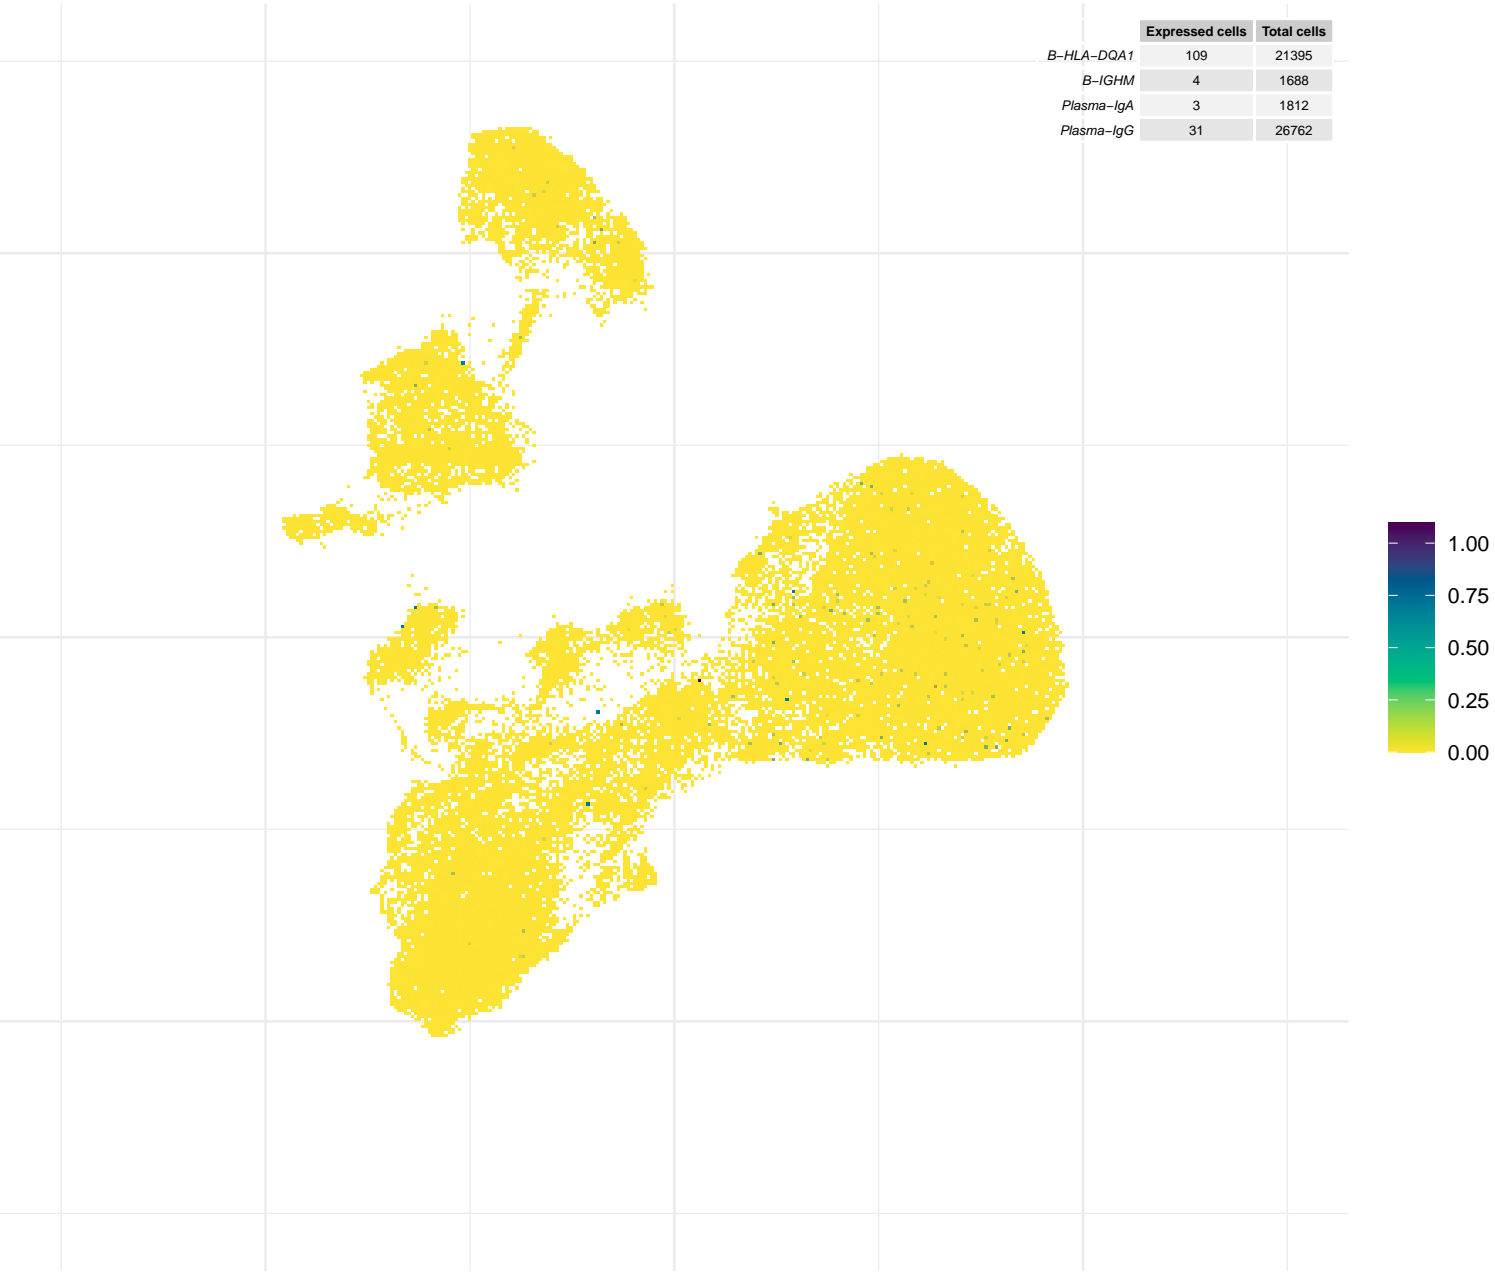 Expressed cells Total cells
B−HLA−DQA1 109 21395
B−IGHM 4 1688
Plasma−IgA 3 1812
Plasma−IgG 31 26762
1.00
0.75
0.50
0.25
0.00